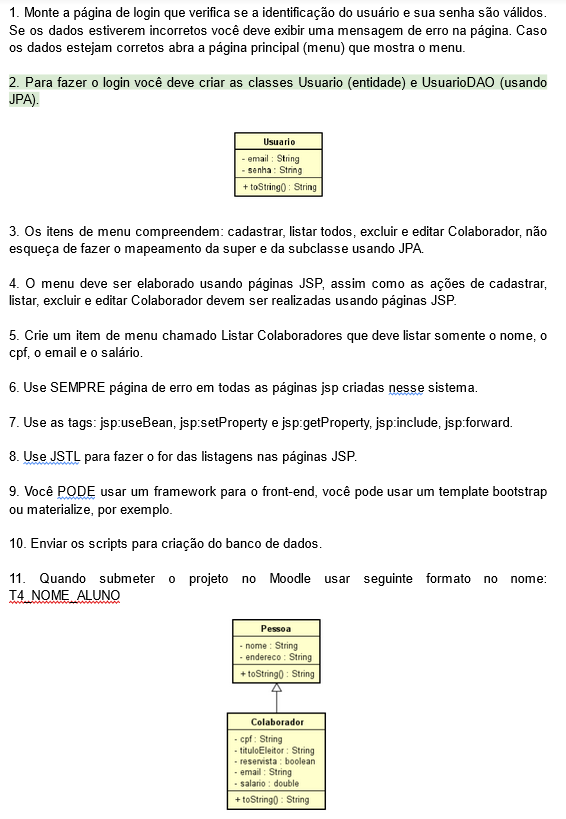 1. Monte a página de login que verifica se a identificação do usuário e sua senha são válidos.
Se os dados estiverem incorretos você deve exibir uma mensagem de erro na página. Caso
os dados estejam corretos abra a página principal (menu) que mostra o menu.
2. Para fazer o login você deve criar as classes Usuario (entidade) e UsuarioDAO (usando
JPA).
Usuario
- email : String
- senha : String
+ toString() : String
3. Os itens de menu compreendem: cadastrar, listar todos, excluir e editar Colaborador, não
esqueça de fazer o mapeamento da super e da subclasse usando JPA.
4. O menu deve ser elaborado usando páginas JSP, assim como as ações de cadastrar,
listar, excluir e editar Colaborador devem ser realizadas usando páginas JSP.
5. Crie um item de menu chamado Listar Colaboradores que deve listar somente o nome, o
cpf, o email e o salário.
6. Use SEMPRE página de erro em todas as páginas jsp criadas nesse sistema.
7. Use as tags: jsp:useBean, jsp:setProperty e jsp:getProperty, jsp:include, jsp:forward.
8. Use JSTL para fazer o for das listagens nas páginas JSP.
9. Você PODE usar um framework para o front-end, você pode usar um template bootstrap
ou materialize, por exemplo.
10. Enviar os scripts para criação do banco de dados.
11. Quando submeter o projeto no Moodle usar seguinte formato no nome:
T4_NOME_ALUNO
Pessoa
- nome : String
- endereco : String
+ toString() : String
Colaborador
- cpf : String
- tituloEleitor : String
- reservista : boolean
- email : String
- salario : double
+ toString() : String